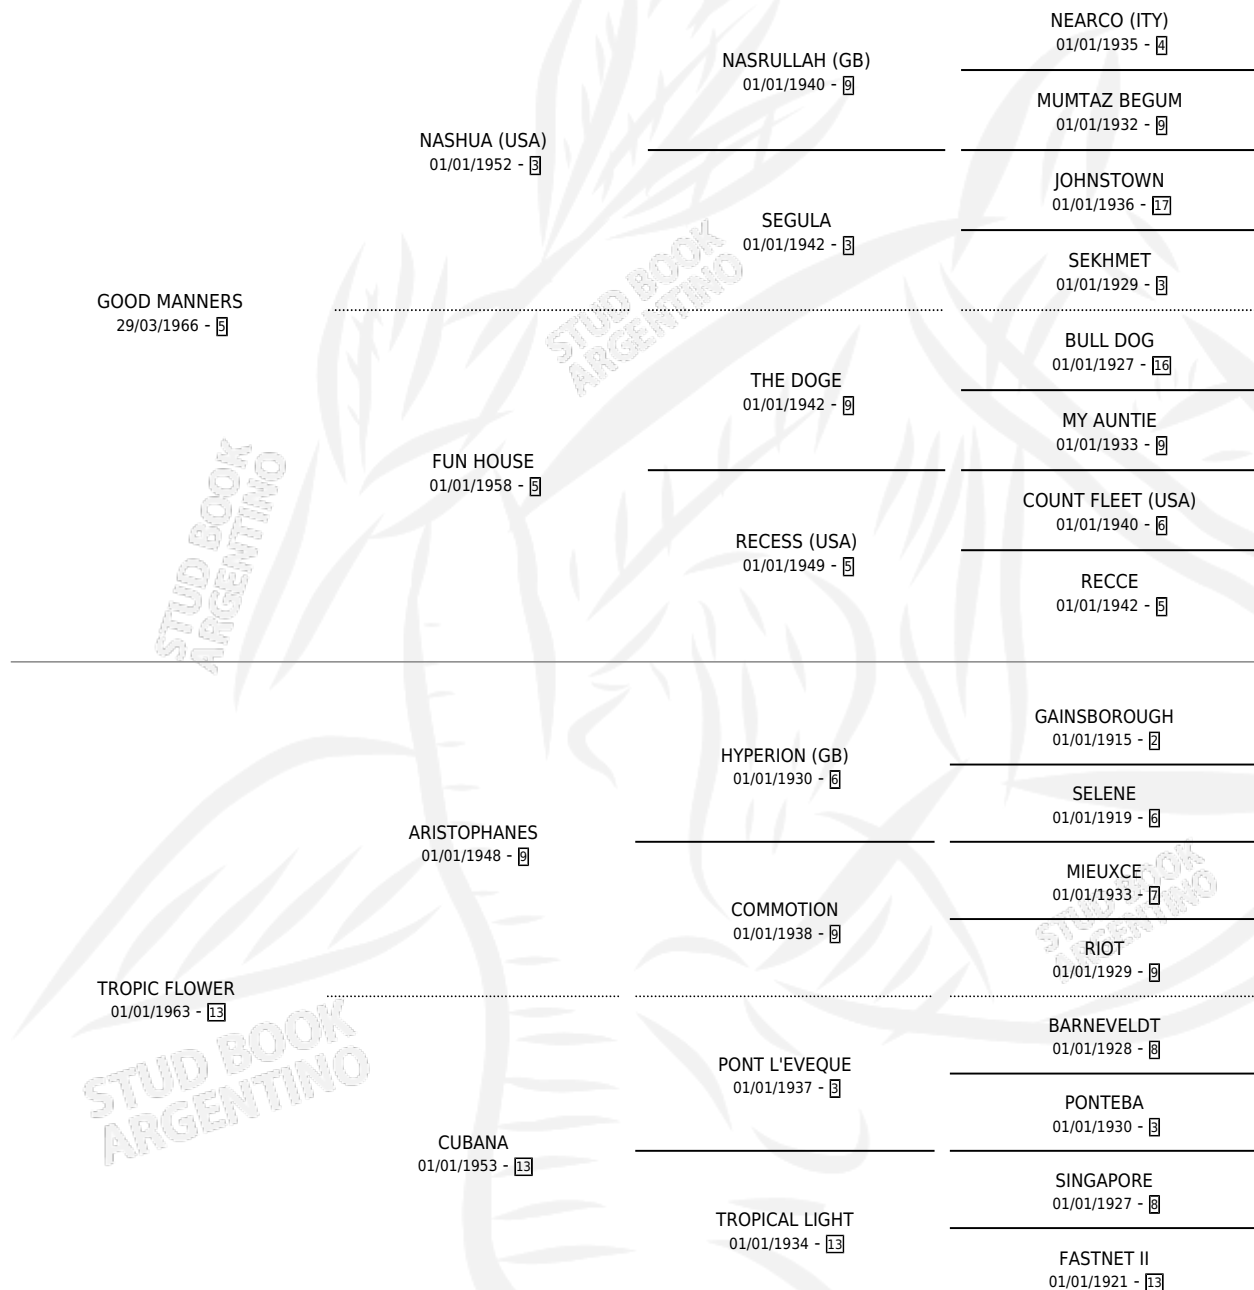 NEARCO (ITY)
01/01/1935 - 4
NASRULLAH (GB)
01/01/1940 - 9
MUMTAZ BEGUM
01/01/1932 - 9
NASHUA (USA)
01/01/1952 - 3
JOHNSTOWN
01/01/1936 - 17
SEGULA
01/01/1942 - 3
SEKHMET
01/01/1929 - 3
GOOD MANNERS
29/03/1966 - 5
BULL DOG
01/01/1927 - 16
THE DOGE
01/01/1942 - 9
MY AUNTIE
01/01/1933 - 9
FUN HOUSE
01/01/1958 - 5
COUNT FLEET (USA)
01/01/1940 - 6
RECESS (USA)
01/01/1949 - 5
RECCE
01/01/1942 - 5
GAINSBOROUGH
01/01/1915 - 2
HYPERION (GB)
01/01/1930 - 6
SELENE
01/01/1919 - 6
ARISTOPHANES
01/01/1948 - 9
MIEUXCE
01/01/1933 - 7
COMMOTION
01/01/1938 - 9
RIOT
01/01/1929 - 9
TROPIC FLOWER
01/01/1963 - 13
BARNEVELDT
01/01/1928 - 8
PONT L'EVEQUE
01/01/1937 - 3
PONTEBA
01/01/1930 - 3
CUBANA
01/01/1953 - 13
SINGAPORE
01/01/1927 - 8
TROPICAL LIGHT
01/01/1934 - 13
FASTNET II
01/01/1921 - 13
STUD BOOK
ARGENTINO
STUD BOOK
ARGENTINO
STUD BOOK
ARGENTINO
STUD BOOK
ARGENTINO